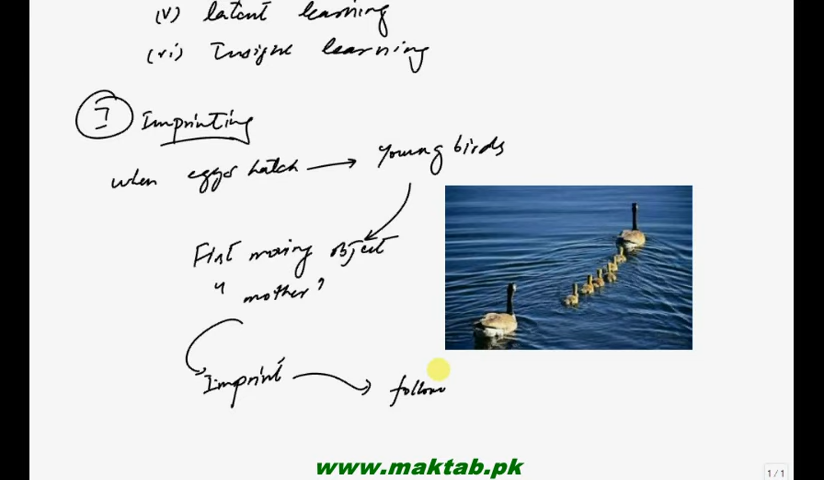 (v) latent learning
(vi) Insight learning
I Imprinting
when eggs hatch → young birds
First moving object
" mother "
Imprint → follow
www.maktab.pk
1/1